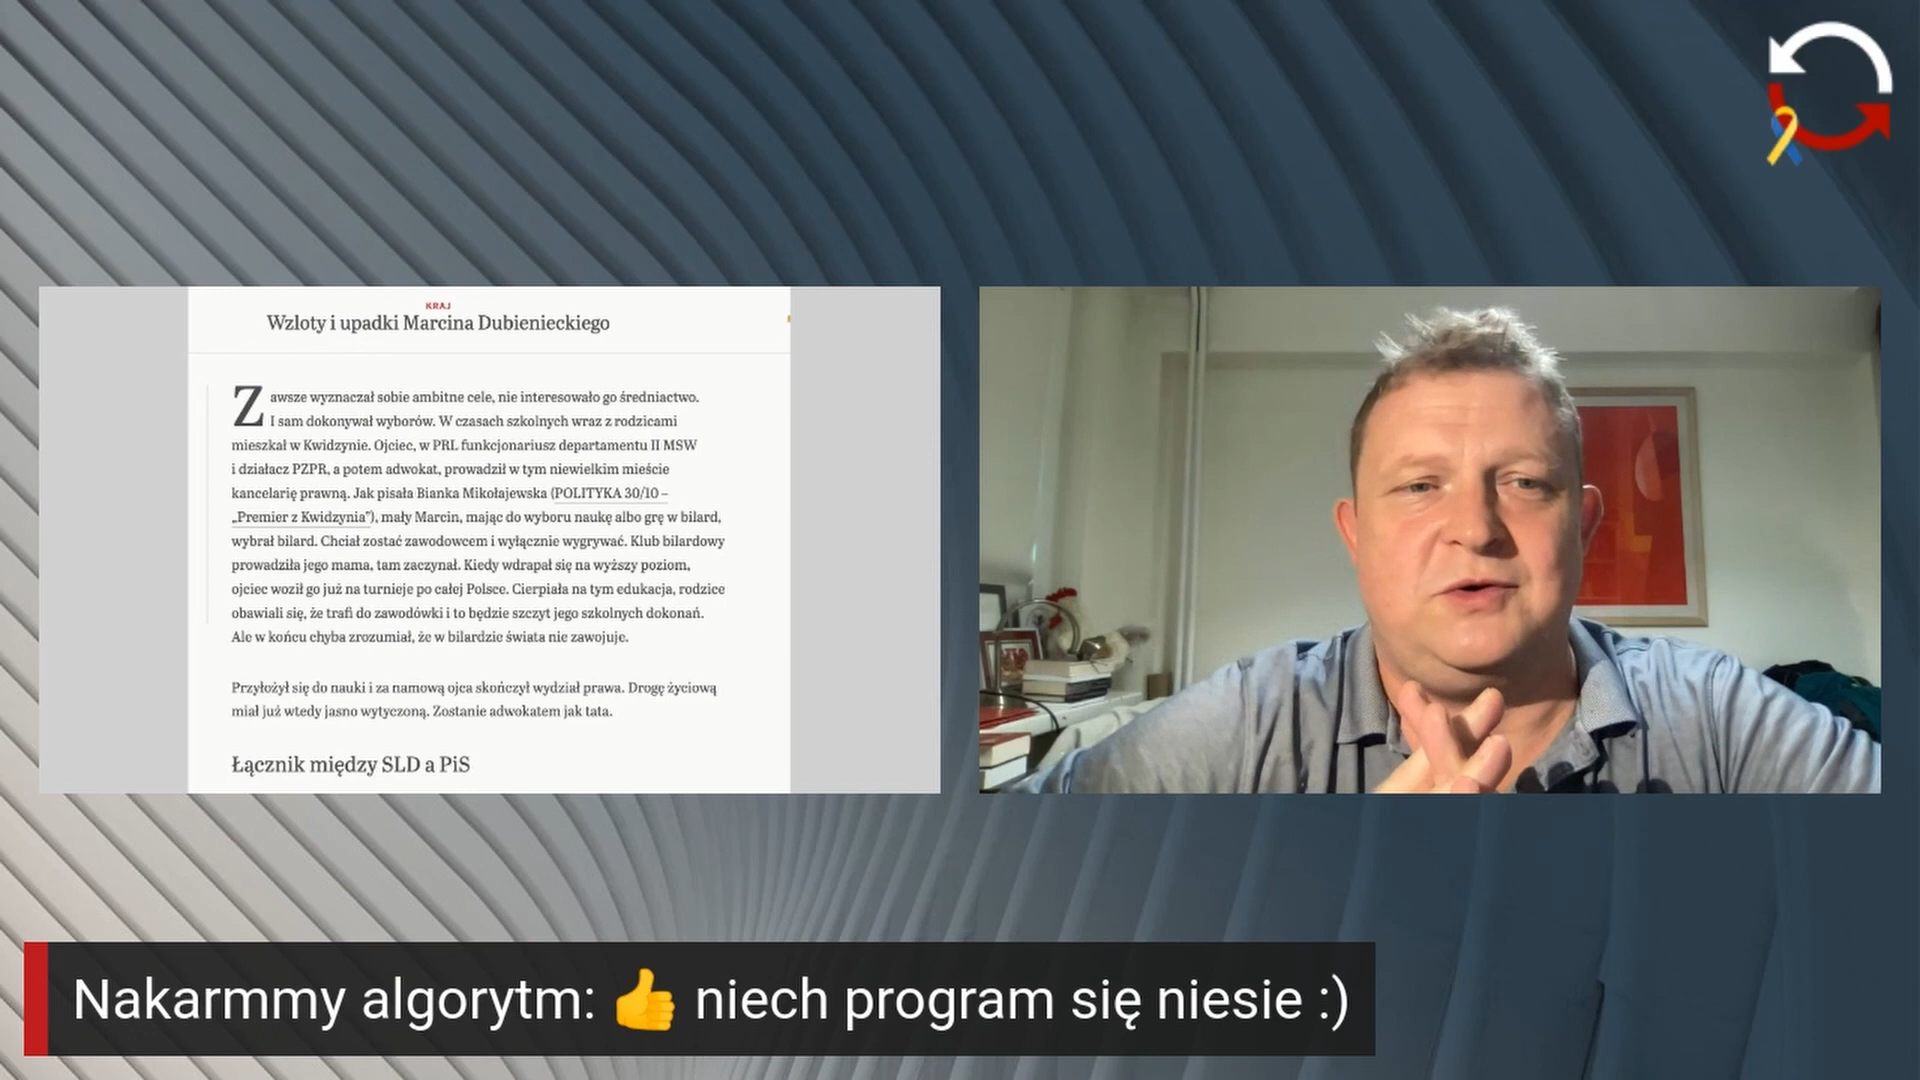 KRAJ
Wzloty i upadki Marcina Dubienieckiego
Zawsze wyznaczał sobie ambitne cele, nie interesowało go średniactwo.
I sam dokonywał wyborów. W czasach szkolnych wraz z rodzicami
mieszkał w Kwidzynie. Ojciec, w PRL funkcjonariusz departamentu II MSW
i działacz PZPR, a potem adwokat, prowadził w tym niewielkim mieście
kancelarię prawną. Jak pisała Bianka Mikołajewska (POLITYKA 30/10 –
„Premier z Kwidzynia”), mały Marcin, mając do wyboru naukę albo grę w bilard,
wybrał bilard. Chciał zostać zawodowcem i wyłącznie wygrywać. Klub bilardowy
prowadziła jego mama, tam zaczynał. Kiedy wdrapał się na wyższy poziom,
ojciec woził go już na turnieje po całej Polsce. Cierpiała na tym edukacja, rodzice
obawiali się, że trafi do zawodówki i to będzie szczyt jego szkolnych dokonań.
Ale w końcu chyba zrozumiał, że w bilardzie świata nie zawojuje.
Przyłożył się do nauki i za namową ojca skończył wydział prawa. Drogę życiową
miał już wtedy jasno wytyczoną. Zostanie adwokatem jak tata.
Łącznik między SLD a PiS
Nakarmmy algorytm: 👍 niech program się niesie :)